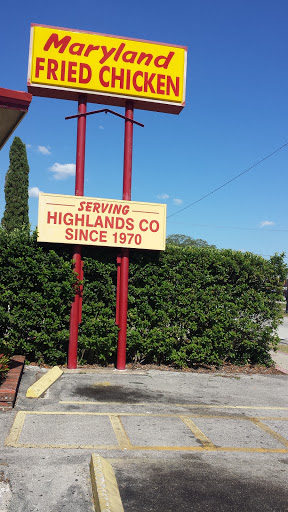 Maryland
FRIED CHICKEN
SERVING
HIGHLANDS CO
SINCE 1970